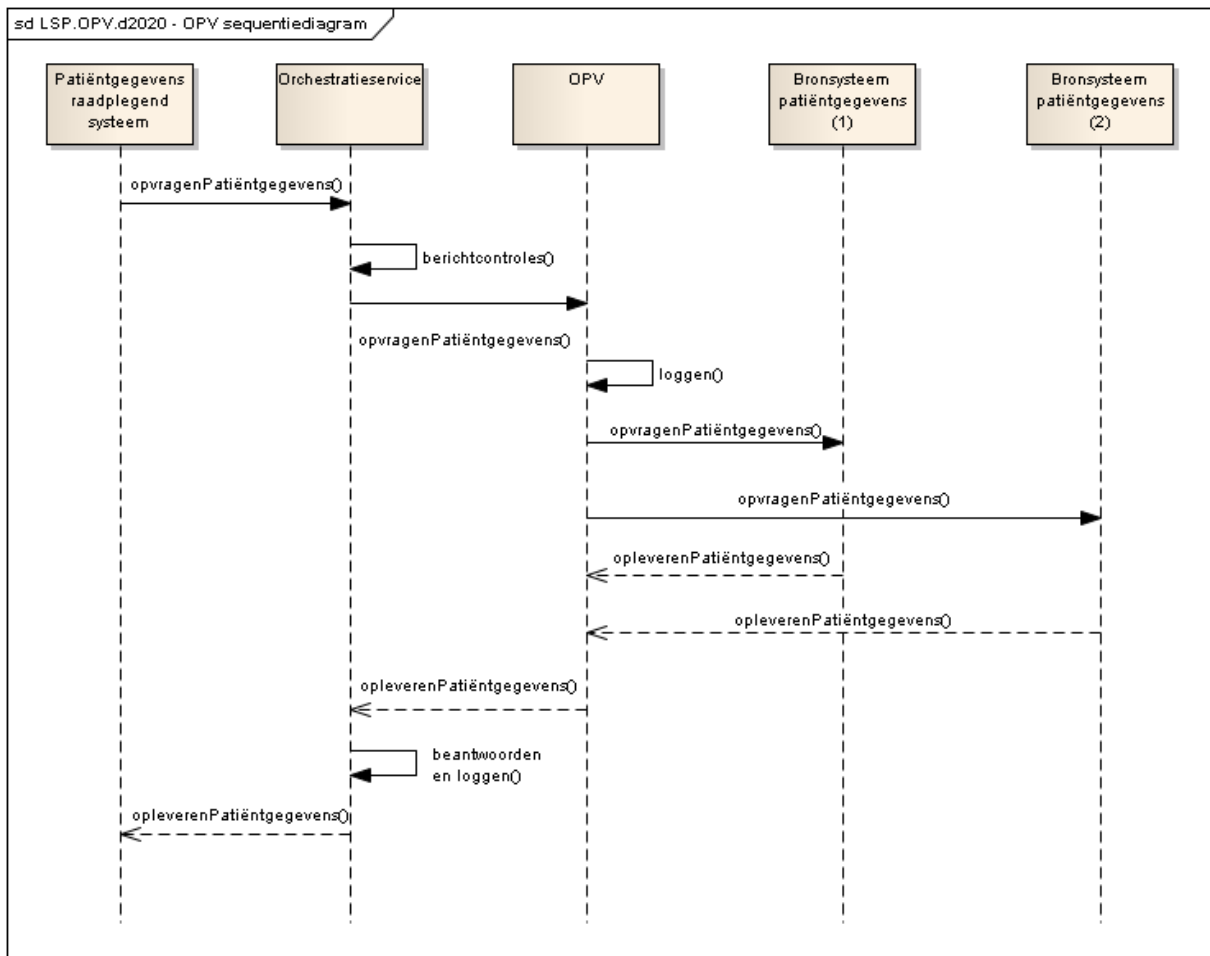 sd LSP.OPV.d2020 - OPV sequentiediagram
Patiëntgegevens
raadplegend
systeem
Orchestratieservice
OPV
Bronsysteem
patiëntgegevens
(1)
Bronsysteem
patiëntgegevens
(2)
opvragenPatiëntgegevens()
berichtcontroles()
opvragenPatiëntgegevens()
loggen()
opvragenPatiëntgegevens()
opvragenPatiëntgegevens()
opleverenPatiëntgegevens()
opleverenPatiëntgegevens()
opleverenPatiëntgegevens()
beantwoorden
en loggen()
opleverenPatiëntgegevens()